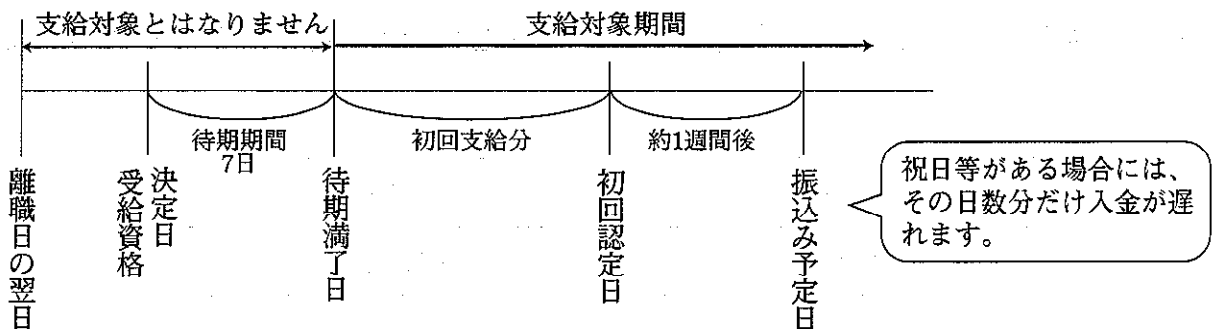 支給対象とはなりません
支給対象期間
待期期間
7日
初回支給分
約1週間後
離職日の翌日
受給資格
決定日
待期満了日
初回認定日
振込み予定日
祝日等がある場合には、
その日数分だけ入金が遅
れます。